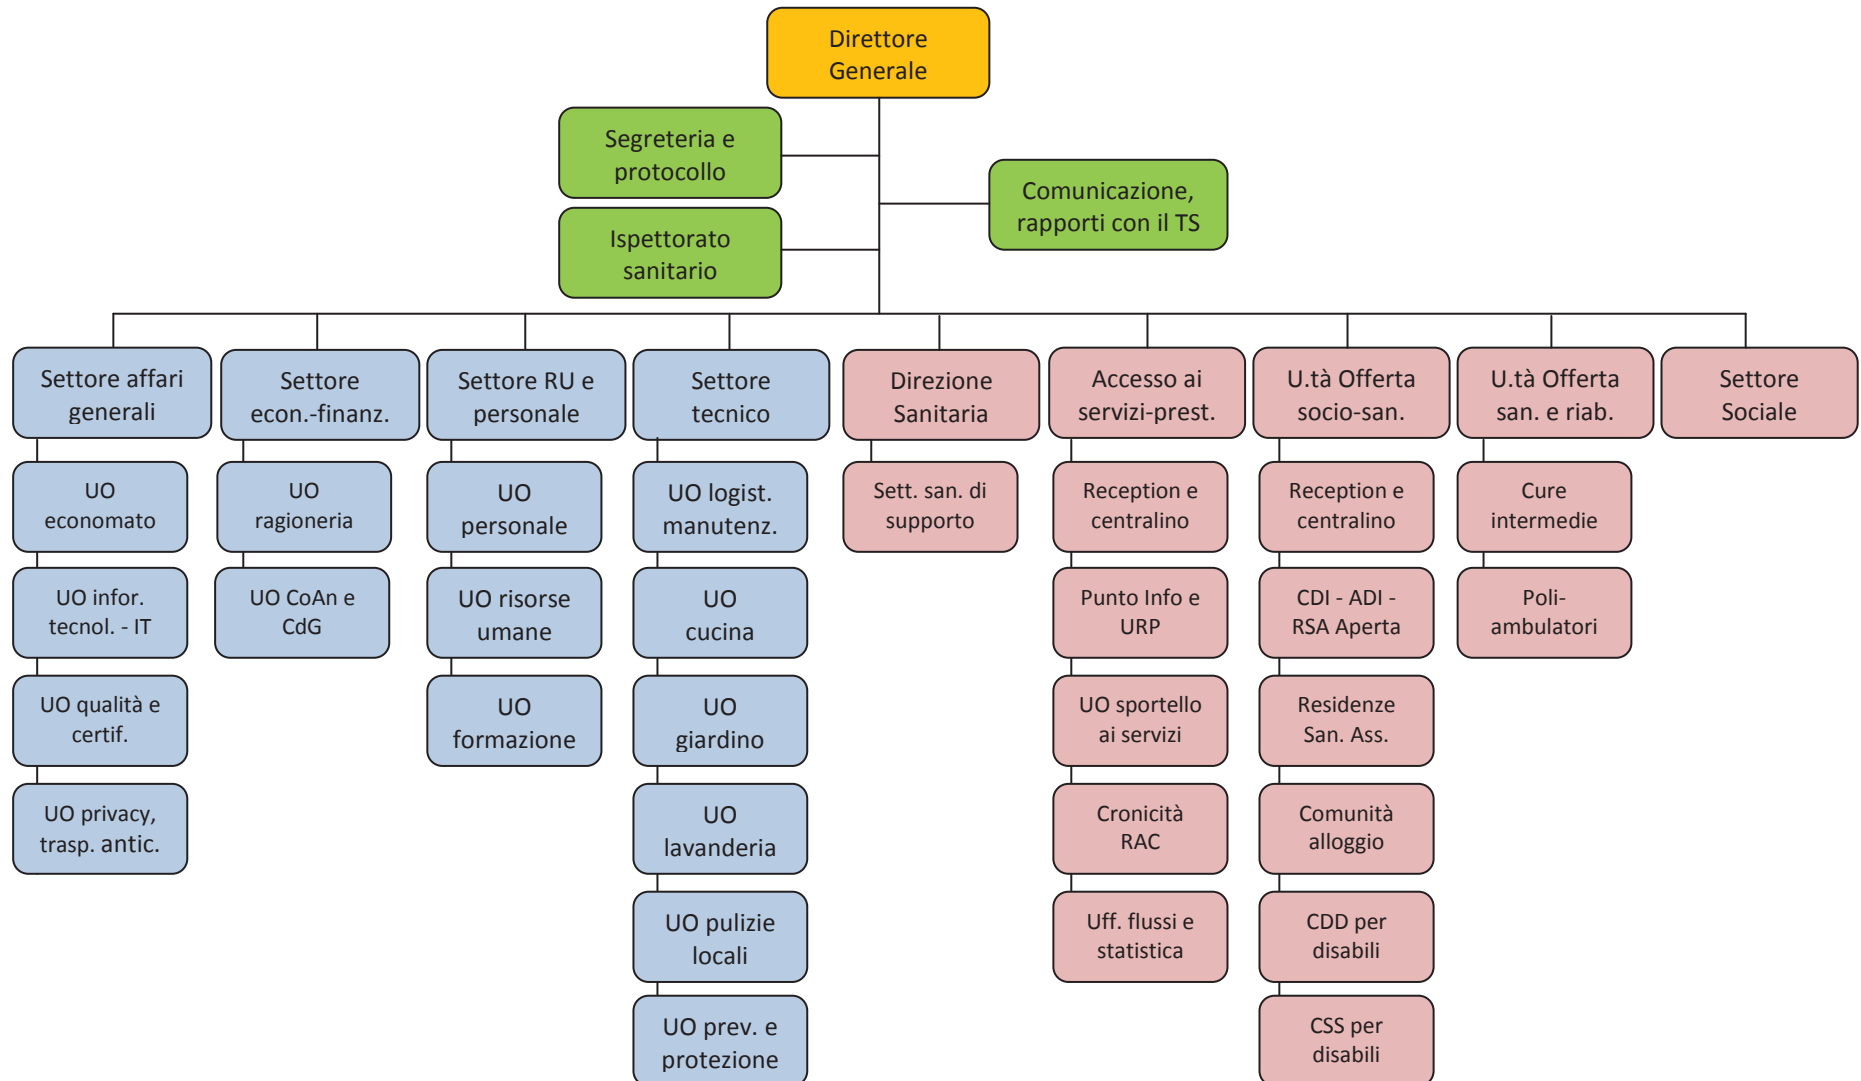 Direttore
Generale
Segreteria e
protocollo
Comunicazione,
rapporti con il TS
Ispettorato
sanitario
Settore affari
generali
Settore
econ.-finanz.
Settore RU e
personale
Settore
tecnico
Direzione
Sanitaria
Accesso ai
servizi-prest.
U.tà Offerta
socio-san.
U.tà Offerta
san. e riab.
Settore
Sociale
UO
economato
UO
ragioneria
UO
personale
UO logist.
manutenz.
Sett. san. di
supporto
Reception e
centralino
Reception e
centralino
Cure
intermedie
UO infor.
tecnol. - IT
UO CoAn e
CdG
UO risorse
umane
UO
cucina
Punto Info e
URP
CDI - ADI -
RSA Aperta
Poli-
ambulatori
UO qualità e
certif.
UO
formazione
UO
giardino
UO sportello
ai servizi
Residenze
San. Ass.
UO privacy,
trasp. antic.
UO
lavanderia
Cronicità
RAC
Comunità
alloggio
UO pulizie
locali
Uff. flussi e
statistica
CDD per
disabili
UO prev. e
protezione
CSS per
disabili